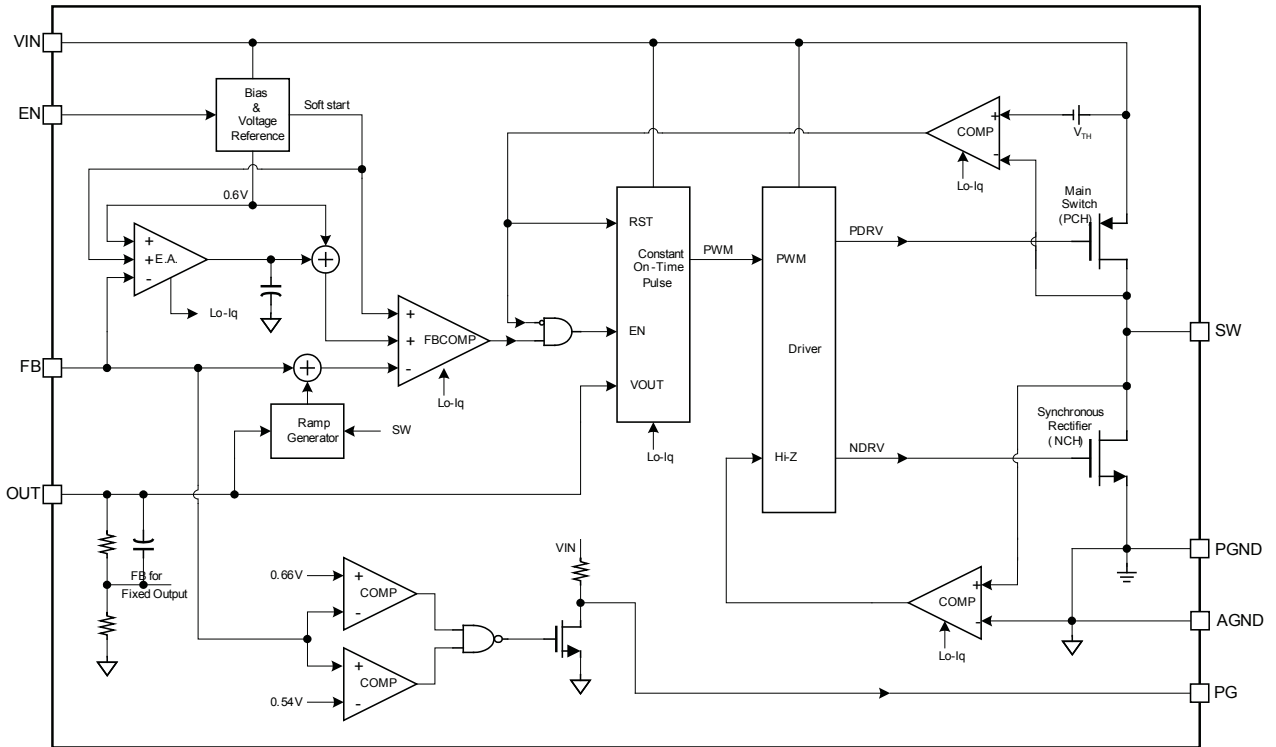 VIN
EN
Bias
&
Voltage
Reference
Soft start
0.6V
+
+
-
E.A.
Lo-Iq
+
+
+
+
-
FBCOMP
Lo-Iq
FB
Ramp
Generator
SW
OUT
FB for
Fixed Output
RST
Constant
On-Time
Pulse
EN
VOUT
Lo-Iq
PWM
PWM
Driver
Hi-Z
PDRV
NDRV
+
-
COMP
Lo-Iq
VTH
Main
Switch
(PCH)
SW
Synchronous
Rectifier
(NCH)
+
-
COMP
Lo-Iq
PGND
AGND
0.66V
+
-
COMP
+
-
COMP
0.54V
VIN
PG